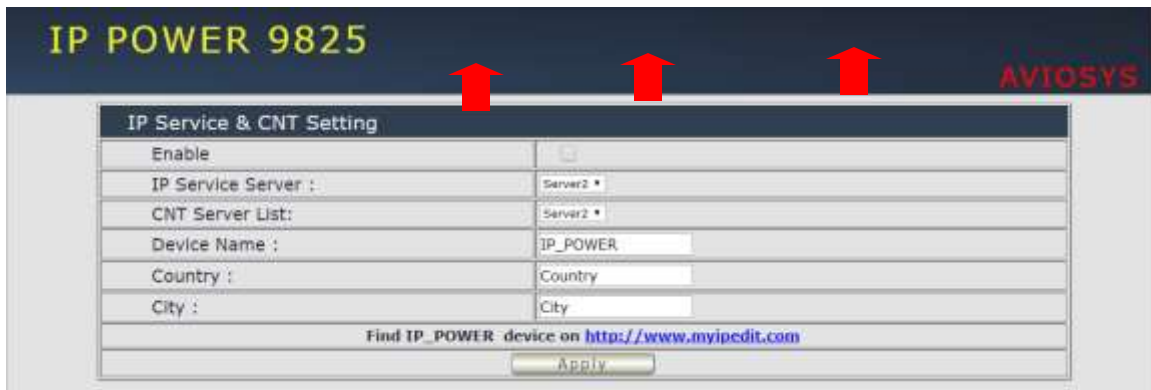 IP POWER 9825
AVIOSYS
IP Service & CNT Setting
Enable
IP Service Server : Server2
CNT Server List: Server2
Device Name : IP_POWER
Country : Country
City : City
Find IP_POWER device on http://www.myipedit.com
Apply